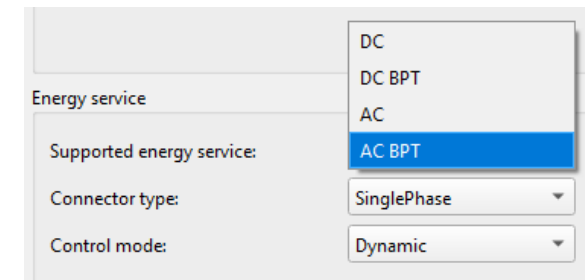 DC
DC BPT
Energy service
AC
Supported energy service: AC BPT
Connector type: SinglePhase
Control mode: Dynamic